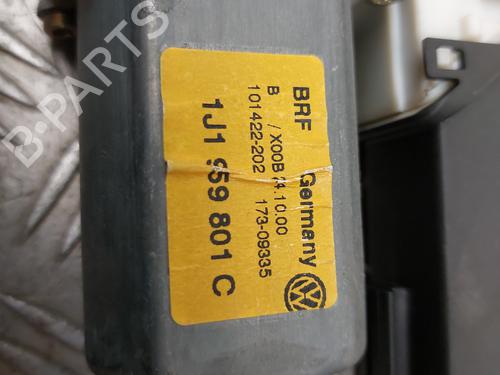 BRF Germany
B /X00B 24.10.00
101422-202 173-09335
1J1 959 801 C
B-PARTS